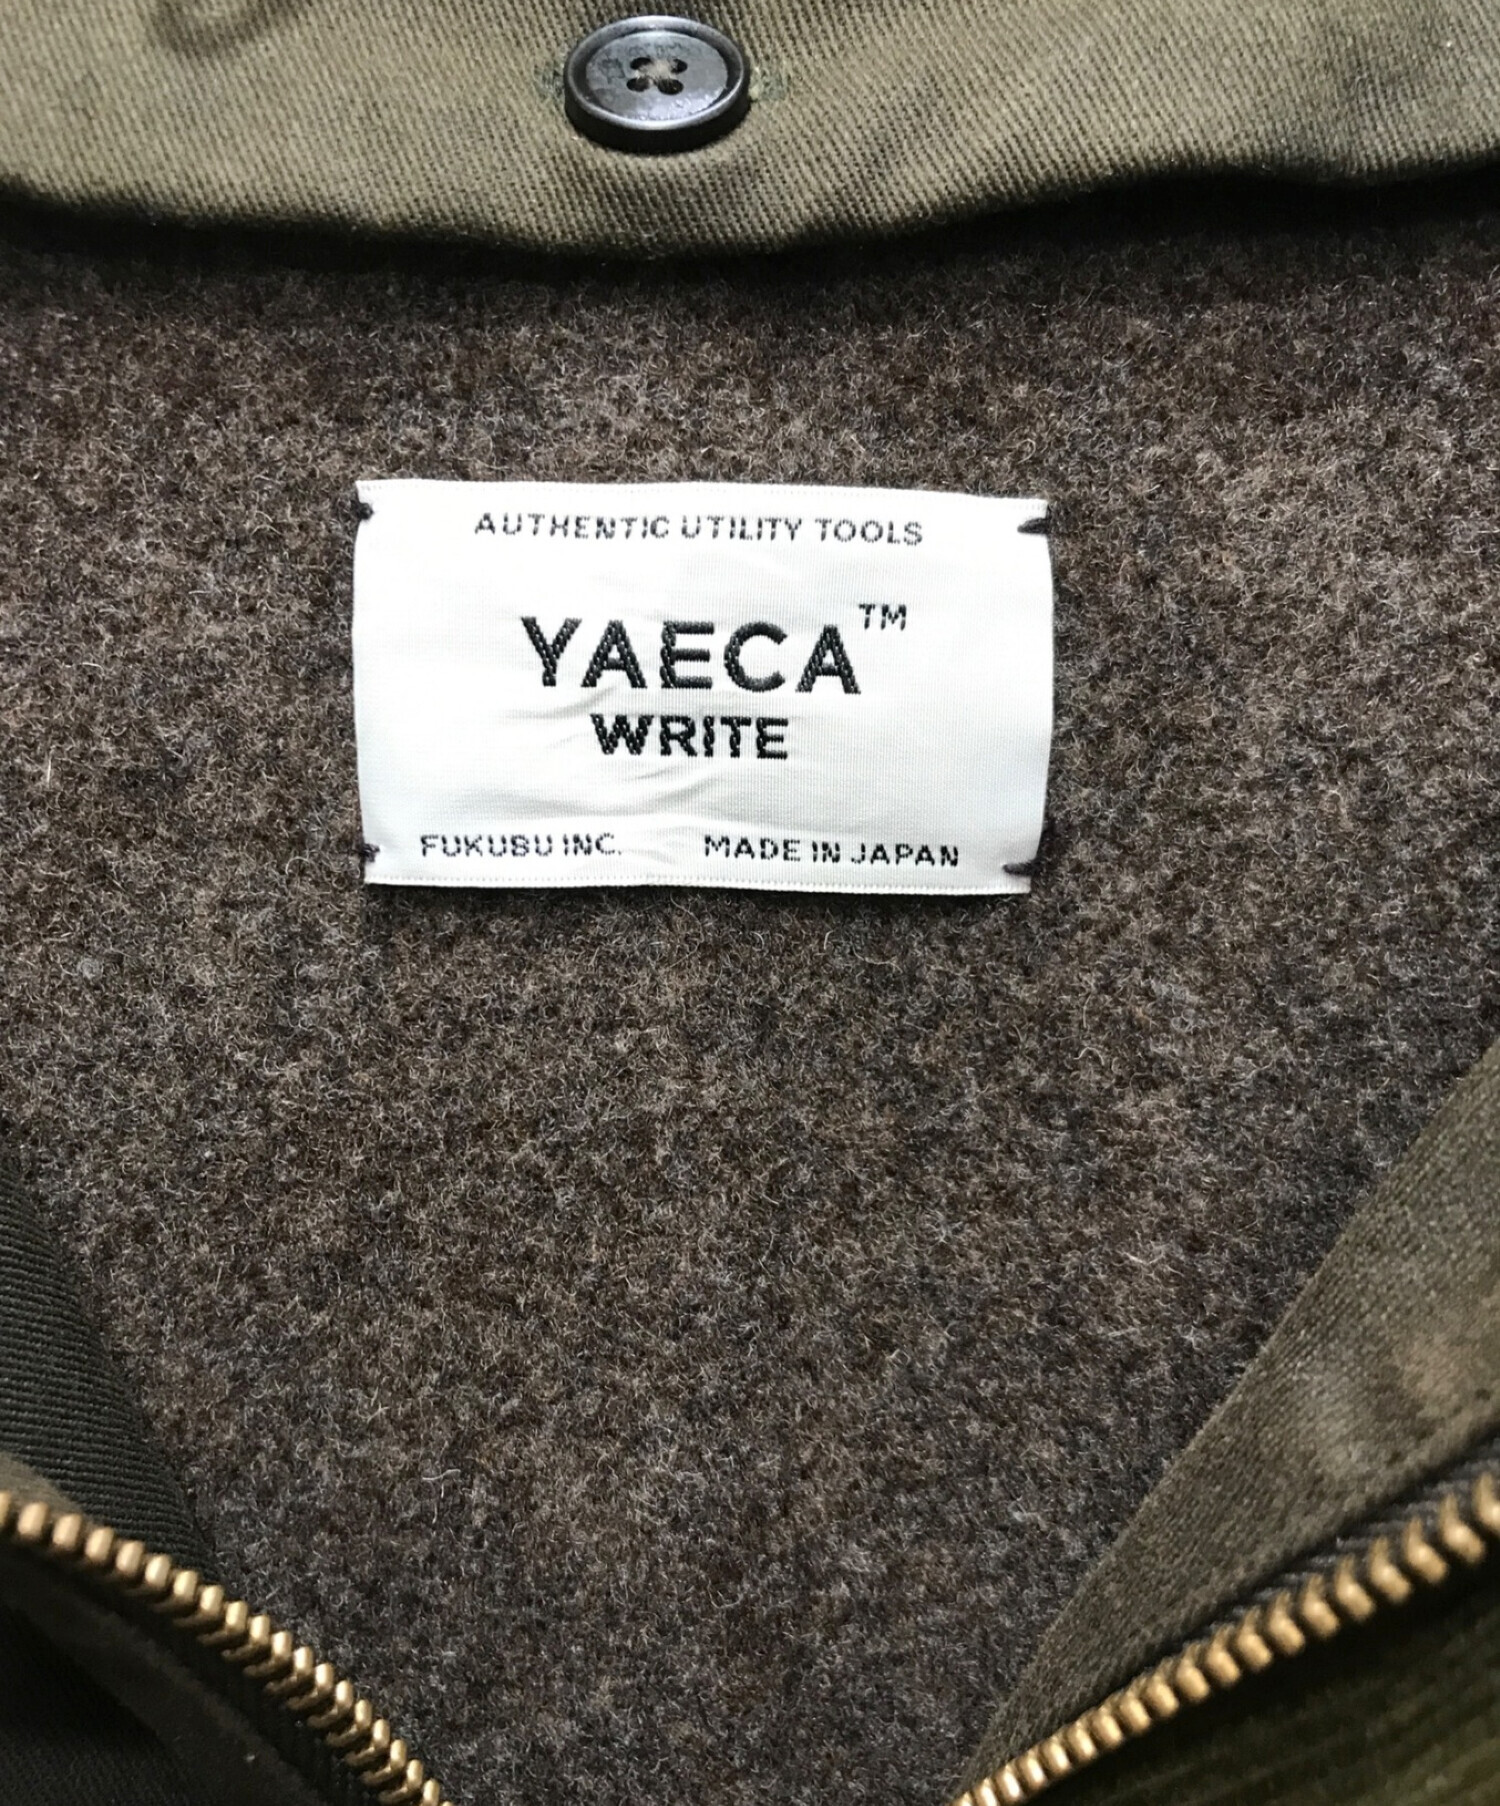 AUTHENTIC UTILITY TOOLS
YAECA™
WRITE
FUKUBU INC. MADE IN JAPAN